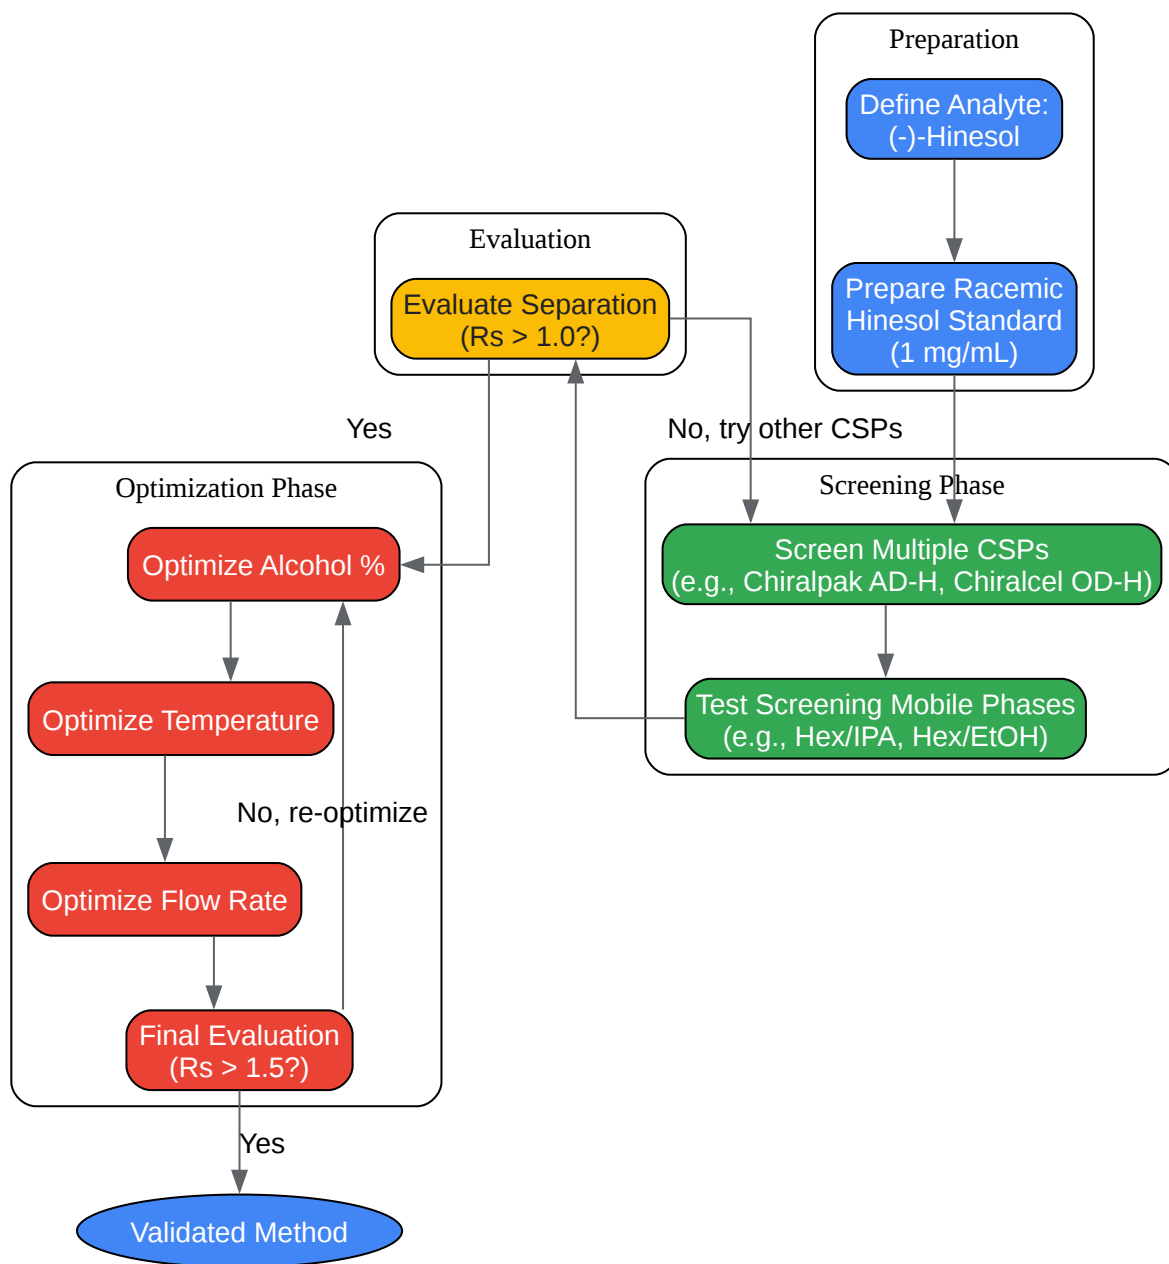 Preparation
Define Analyte:
(-)-Hinesol
Prepare Racemic
Hinesol Standard
(1 mg/mL)
Evaluation
Evaluate Separation
(Rs > 1.0?)
Yes
No, try other CSPs
Screening Phase
Screen Multiple CSPs
(e.g., Chiralpak AD-H, Chiralcel OD-H)
Test Screening Mobile Phases
(e.g., Hex/IPA, Hex/EtOH)
Optimization Phase
Optimize Alcohol %
Optimize Temperature
No, re-optimize
Optimize Flow Rate
Final Evaluation
(Rs > 1.5?)
Yes
Validated Method